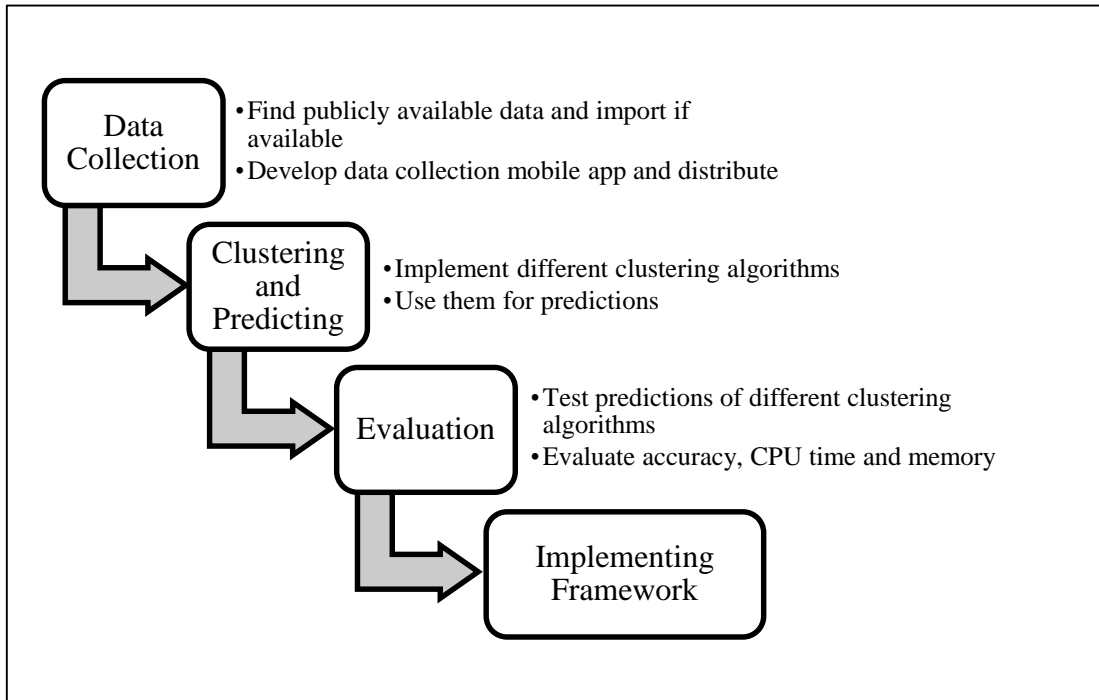 Data
Collection
•Find publicly available data and import if
available
•Develop data collection mobile app and distribute
Clustering
and
Predicting
•Implement different clustering algorithms
•Use them for predictions
Evaluation
•Test predictions of different clustering
algorithms
•Evaluate accuracy, CPU time and memory
Implementing
Framework